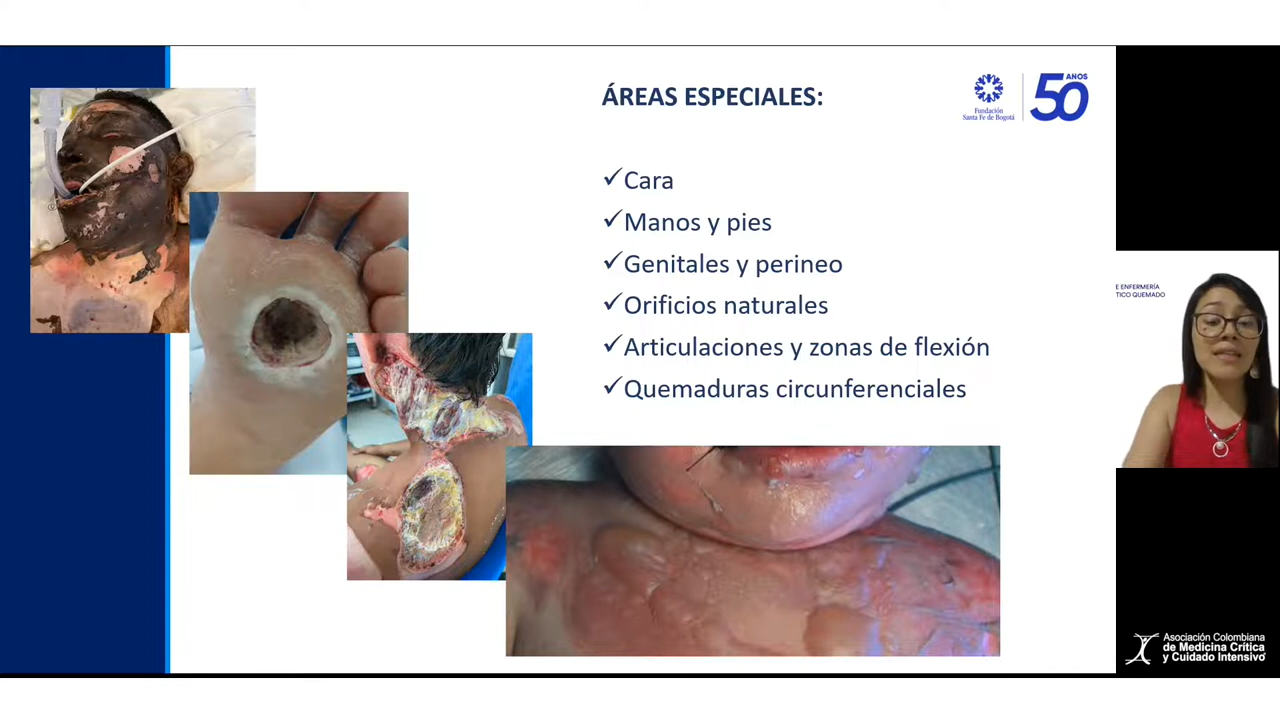 ÁREAS ESPECIALES:
Fundación
Santa Fe de Bogotá
50
AÑOS
✓Cara
✓Manos y pies
✓Genitales y perineo
✓Orificios naturales
✓Articulaciones y zonas de flexión
✓Quemaduras circunferenciales
E ENFERMERÍA
TICO QUEMADO
Asociación Colombiana
de Medicina Crítica
y Cuidado Intensivo